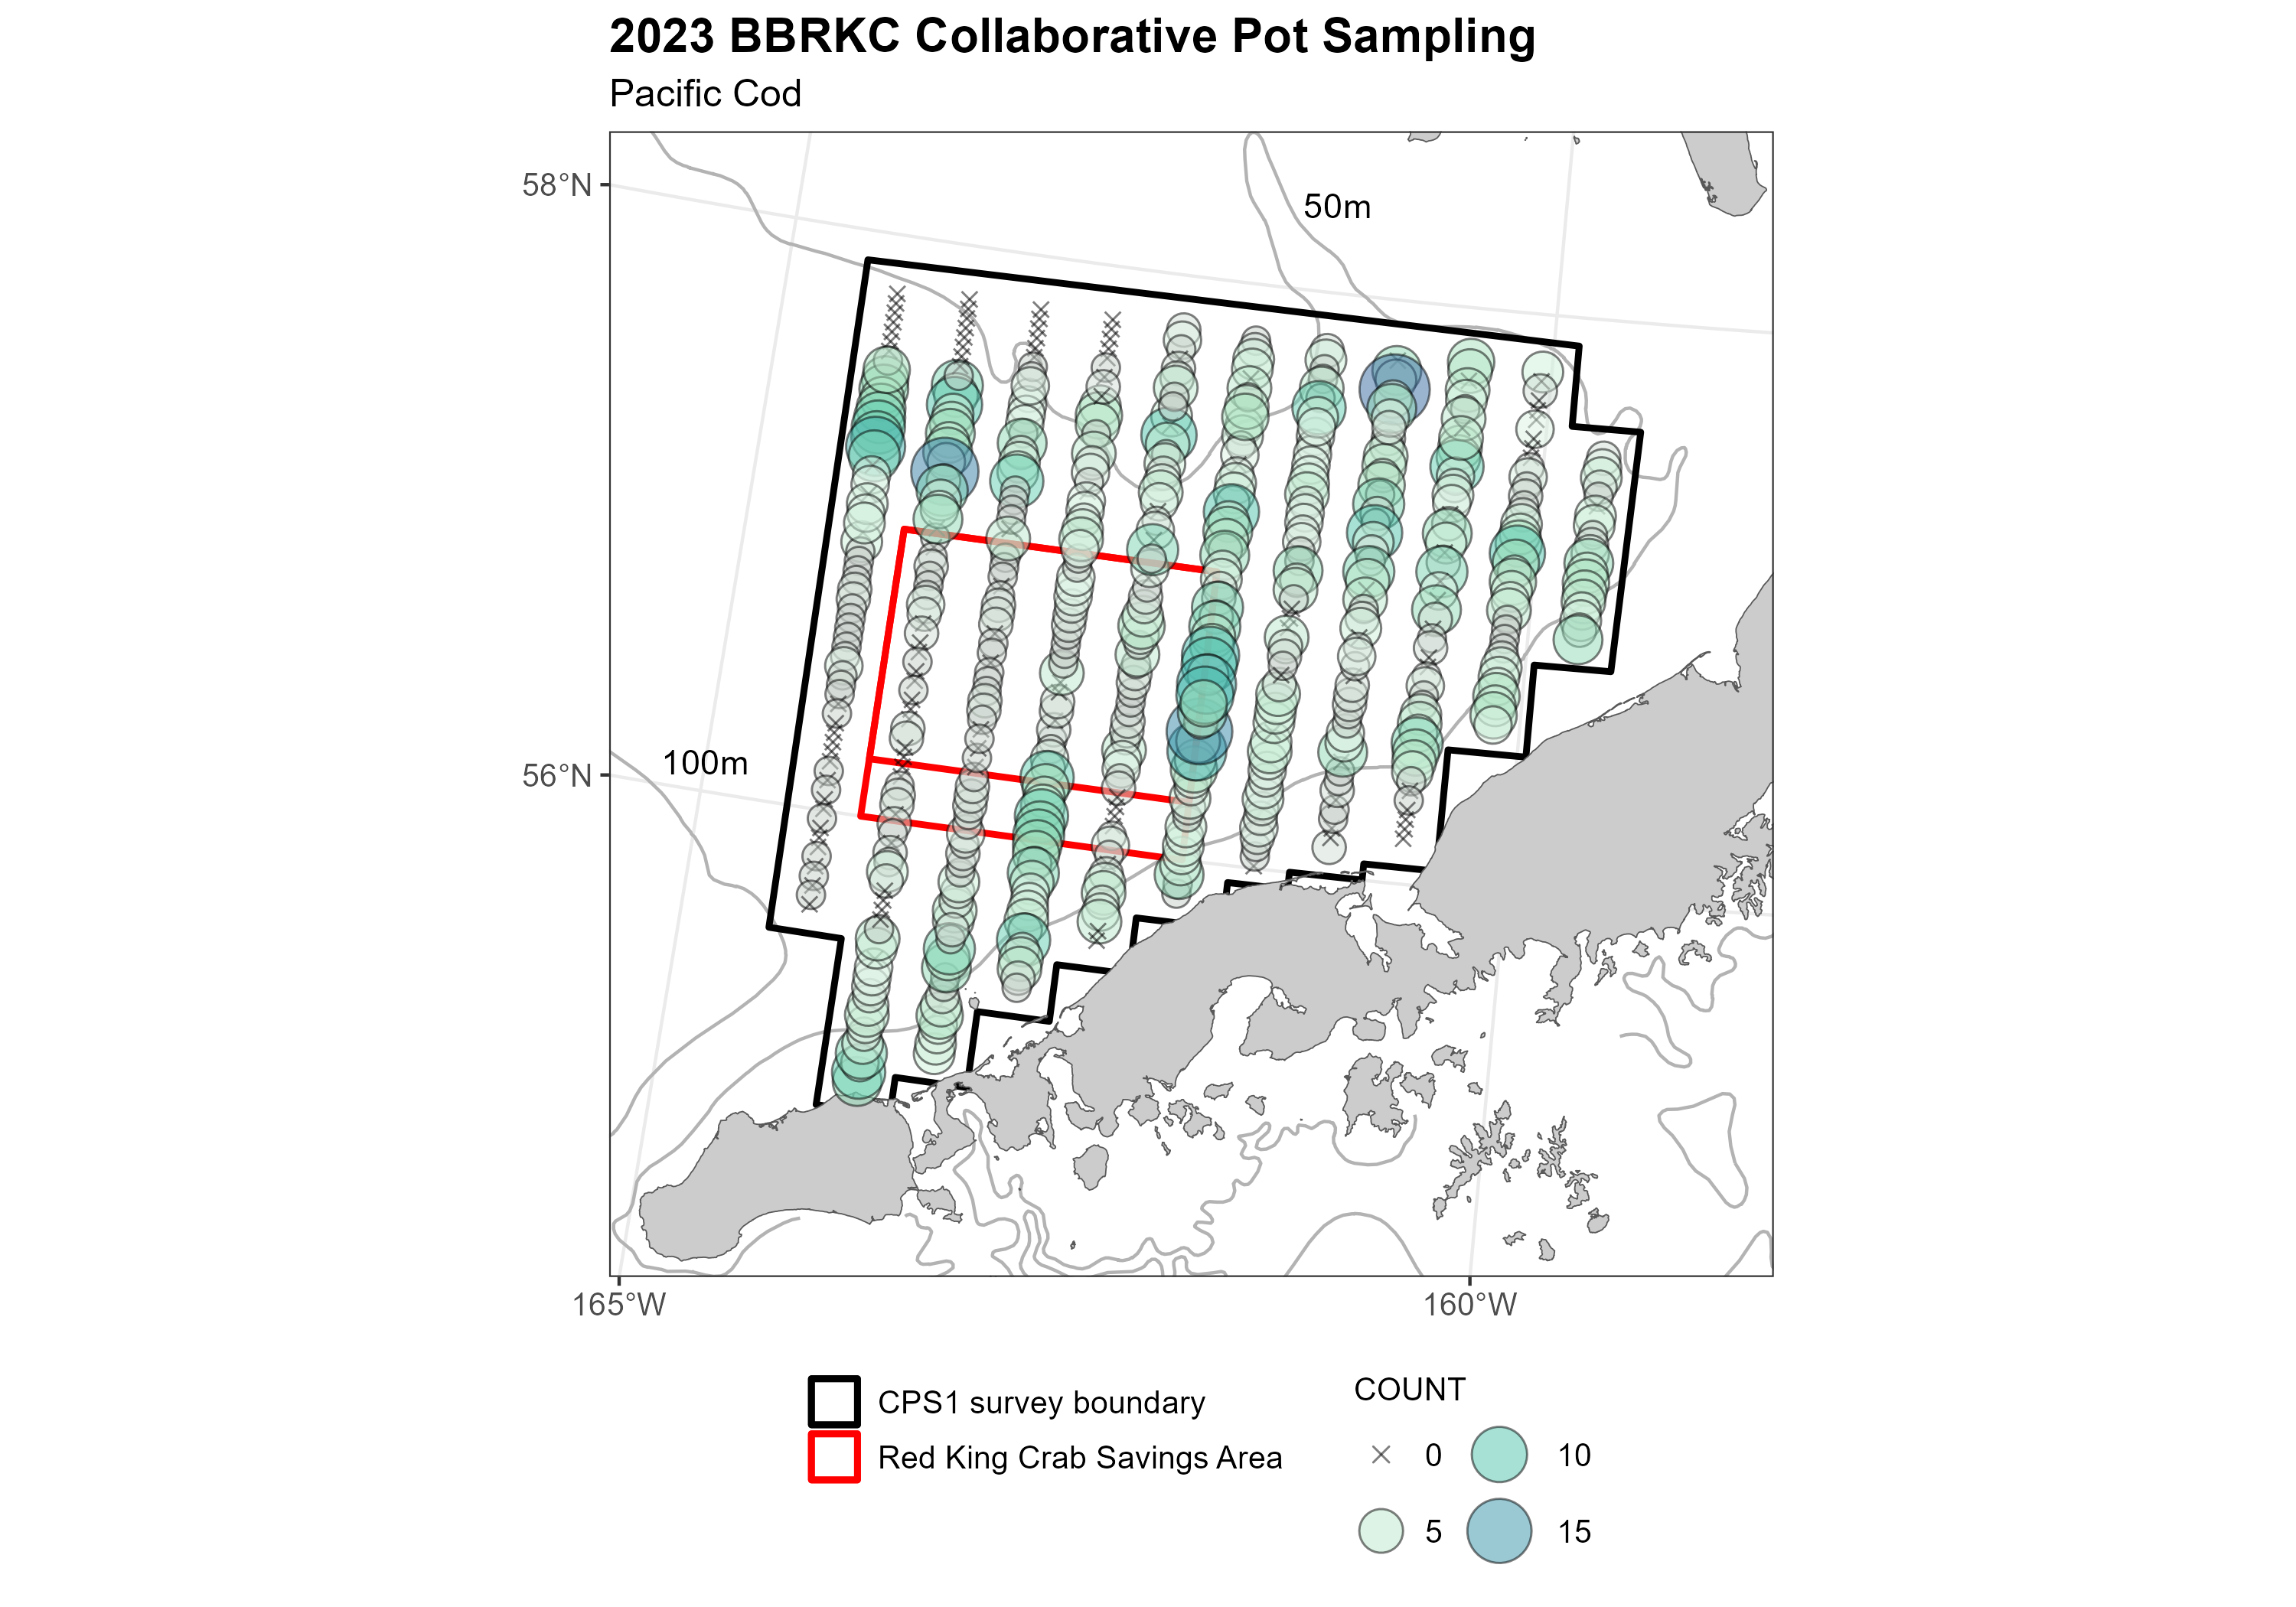 2023 BBRKC Collaborative Pot Sampling
Pacific Cod
58°N
50m
100m
56°N
165°W
160°W
CPS1 survey boundary
Red King Crab Savings Area
COUNT
0
10
5
15